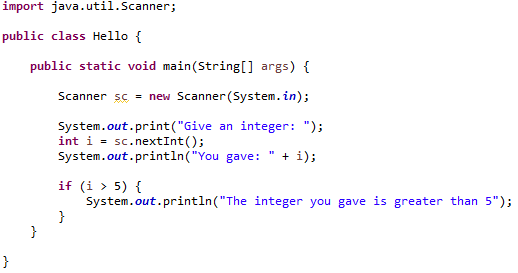 import java.util.Scanner;
public class Hello {
public static void main(String[] args) {
Scanner sc = new Scanner(System.in);
System.out.print("Give an integer: ");
int i = sc.nextInt();
System.out.println("You gave: " + i);
if (i > 5) {
System.out.println("The integer you gave is greater than 5");
}
}
}